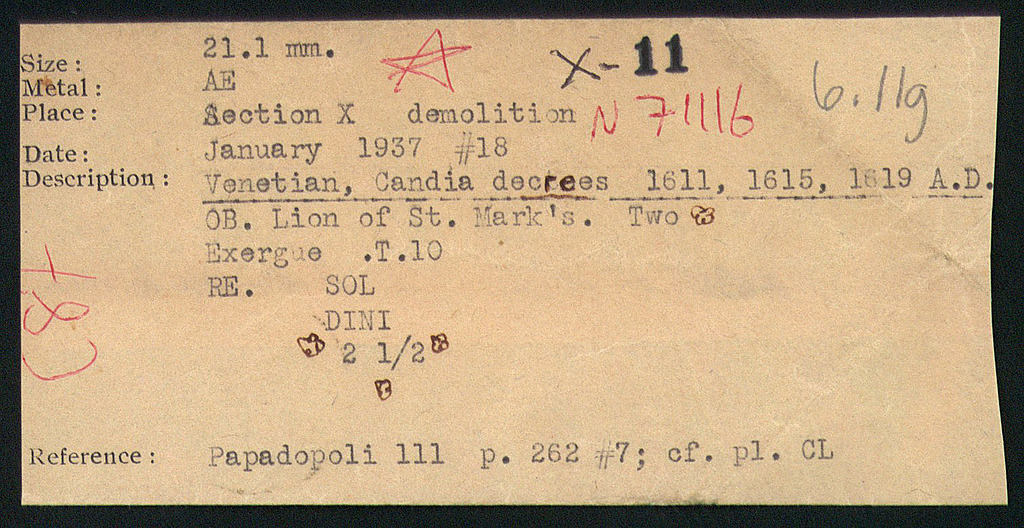 Size: 21.1 mm. X-11
Metal: AE 6.11g
Place: Section X demolition N 71116
Date: January 1937 #18
Description: Venetian, Candia decrees 1611, 1615, 1619 A.D.
OB. Lion of St. Mark's. Two
Exergue .T.10
RE. SOL
DINI
2 1/2
Reference: Papadopoli 111 p. 262 #7; cf. pl. CL